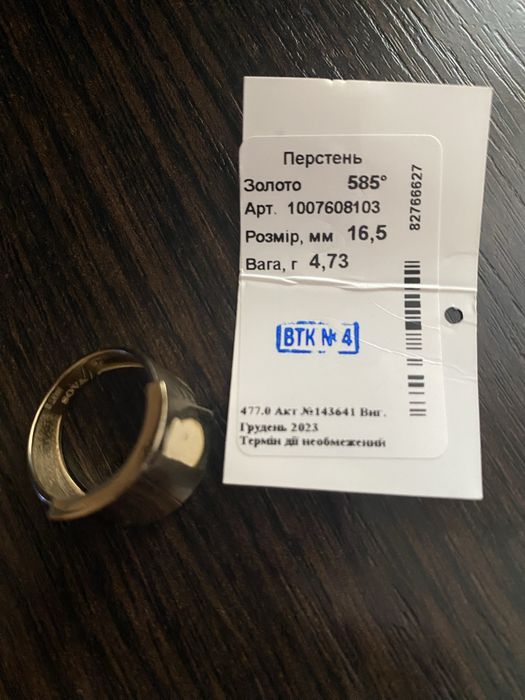 Перстень
Золото 585°
Арт. 1007608103
Розмір, мм 16,5
Вага, г 4,73
82766627
ВТК № 4
477.0 Акт №143641 Виг.
Грудень 2023
Термін дії необмежений
SOVA